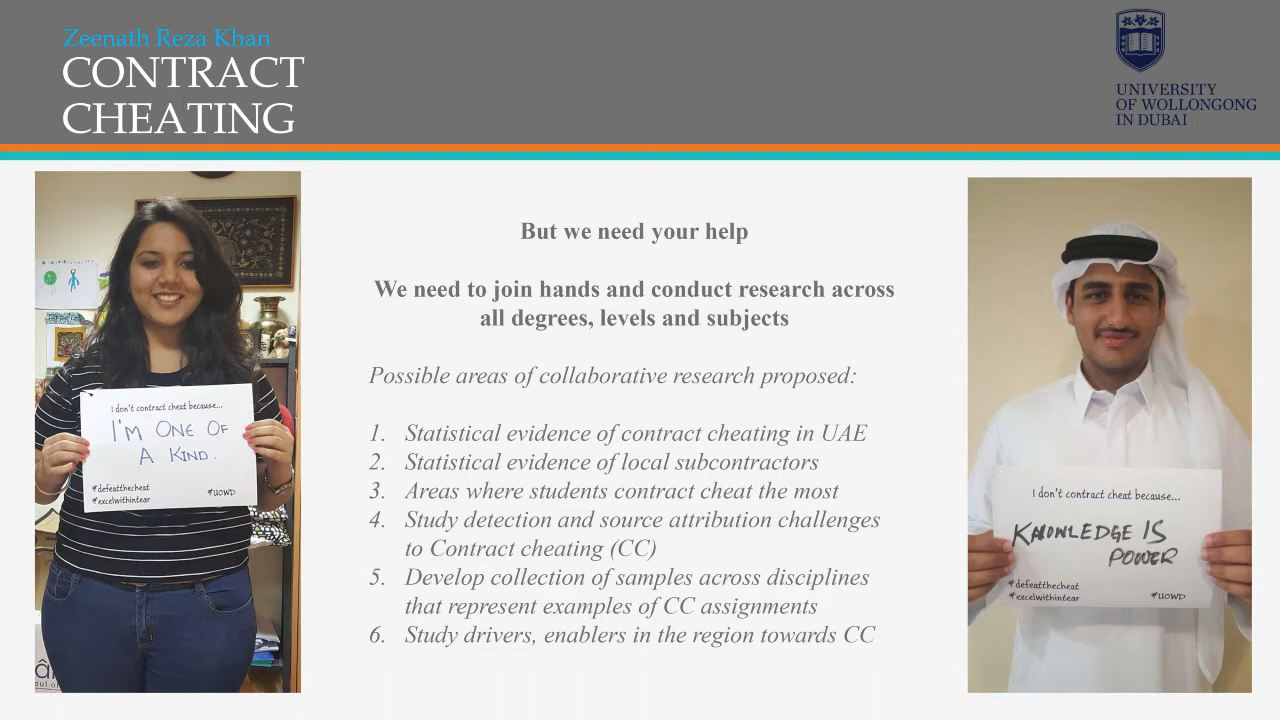 Zeenath Reza Khan
CONTRACT
CHEATING
UNIVERSITY
OF WOLLONGONG
IN DUBAI
But we need your help
We need to join hands and conduct research across
all degrees, levels and subjects
Possible areas of collaborative research proposed:
1. Statistical evidence of contract cheating in UAE
2. Statistical evidence of local subcontractors
3. Areas where students contract cheat the most
4. Study detection and source attribution challenges
to Contract cheating (CC)
5. Develop collection of samples across disciplines
that represent examples of CC assignments
6. Study drivers, enablers in the region towards CC
I don't contract cheat because...
I'M ONE OF
A KIND.
#defeatthecheat
#excelwithintear #UOWD
I don't contract cheat because...
KNOWLEDGE IS
POWER
#defeatthecheat
#excelwithintear #UOWD